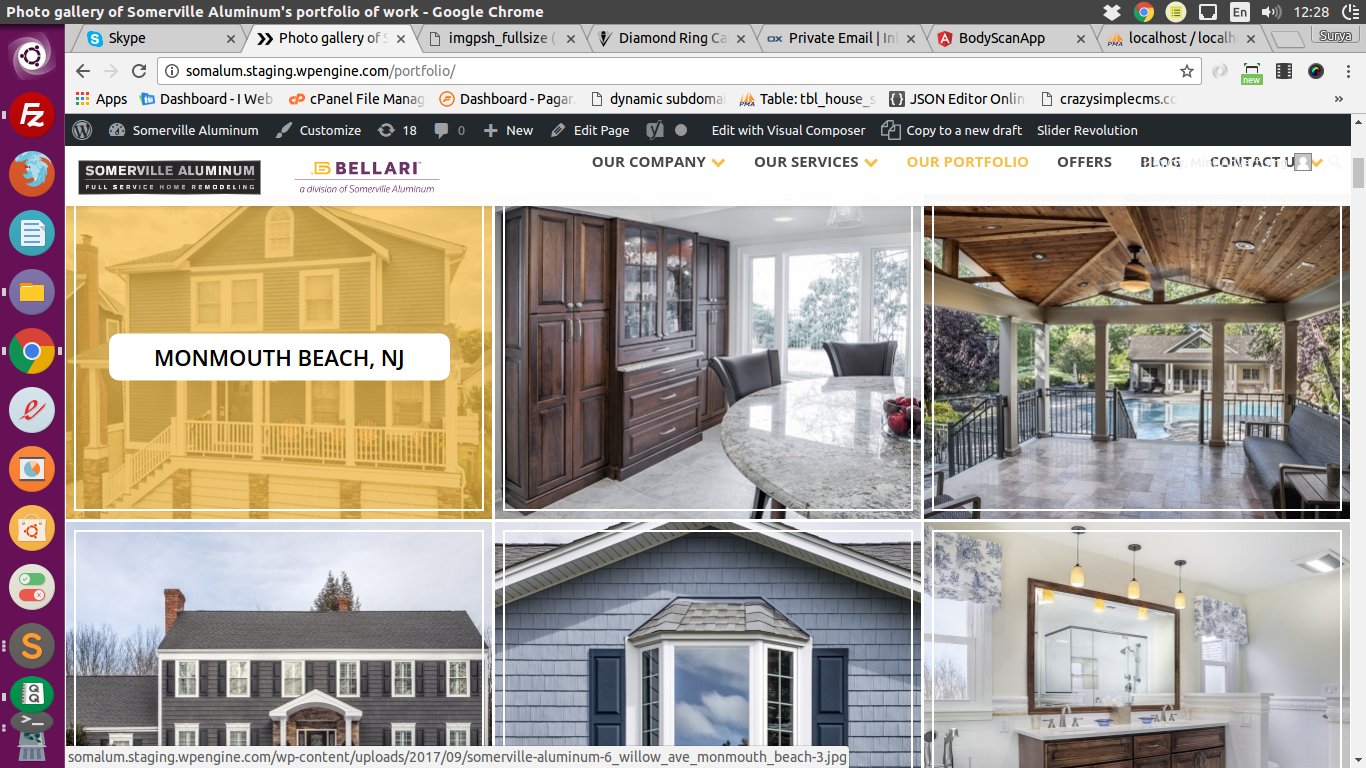 Photo gallery of Somerville Aluminum's portfolio of work - Google Chrome
En
12:28
Skype
Photo gallery of S
imgpsh_fullsize (
Diamond Ring Ca
Private Email | In
BodyScanApp
localhost / localh
Surya
somalum.staging.wpengine.com/portfolio/
new
Apps
Dashboard - I Web
cPanel File Manag
Dashboard - Pagar.
dynamic subdomai
Table: tbl_house_s
JSON Editor Onlin
crazysimplecms.cc
»
Somerville Aluminum
Customize
18
0
New
Edit Page
Edit with Visual Composer
Copy to a new draft
Slider Revolution
SOMERVILLE ALUMINUM
FULL SERVICE HOME REMODELING
BELLARI
a division of Somerville Aluminum
OUR COMPANY
OUR SERVICES
OUR PORTFOLIO
OFFERS
BLOG
CONTACT US
MONMOUTH BEACH, NJ
somalum.staging.wpengine.com/wp-content/uploads/2017/09/somerville-aluminum-6_willow_ave_monmouth_beach-3.jpg